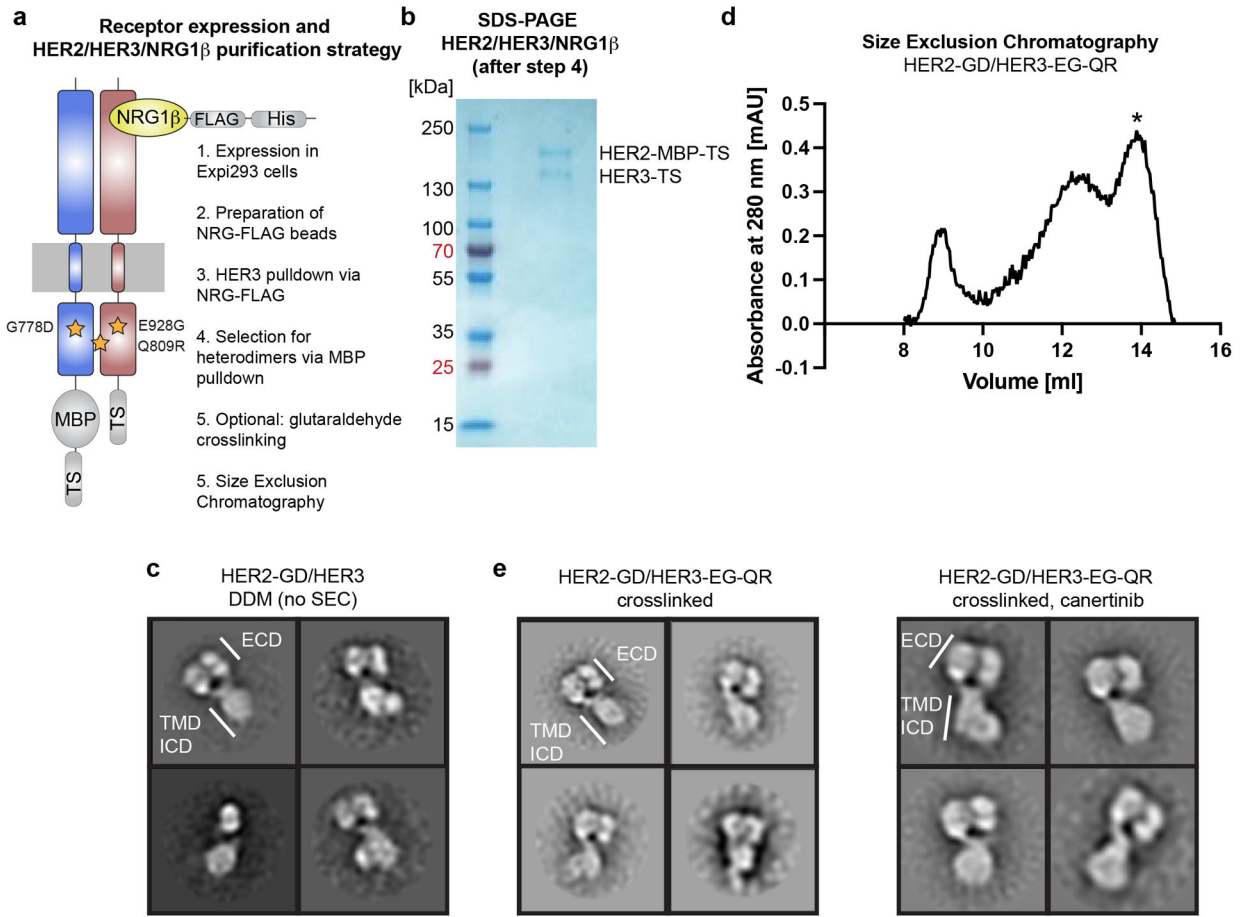 a
Receptor expression and
HER2/HER3/NRG1β purification strategy
NRG1β
FLAG
His
1. Expression in
Expi293 cells
2. Preparation of
NRG-FLAG beads
3. HER3 pulldown via
NRG-FLAG
4. Selection for
heterodimers via MBP
pulldown
5. Optional: glutaraldehyde
crosslinking
5. Size Exclusion
Chromatography
G778D
E928G
Q809R
MBP
TS
TS
b
SDS-PAGE
HER2/HER3/NRG1β
(after step 4)
[kDa]
250
130
100
70
55
35
25
15
HER2-MBP-TS
HER3-TS
d
Size Exclusion Chromatography
HER2-GD/HER3-EG-QR
Absorbance at 280 nm [mAU]
0.5
0.4
0.3
0.2
0.1
0.0
-0.1
*
8
10
12
14
16
Volume [ml]
c
HER2-GD/HER3
DDM (no SEC)
ECD
TMD
ICD
e
HER2-GD/HER3-EG-QR
crosslinked
ECD
TMD
ICD
HER2-GD/HER3-EG-QR
crosslinked, canertinib
ECD
TMD
ICD